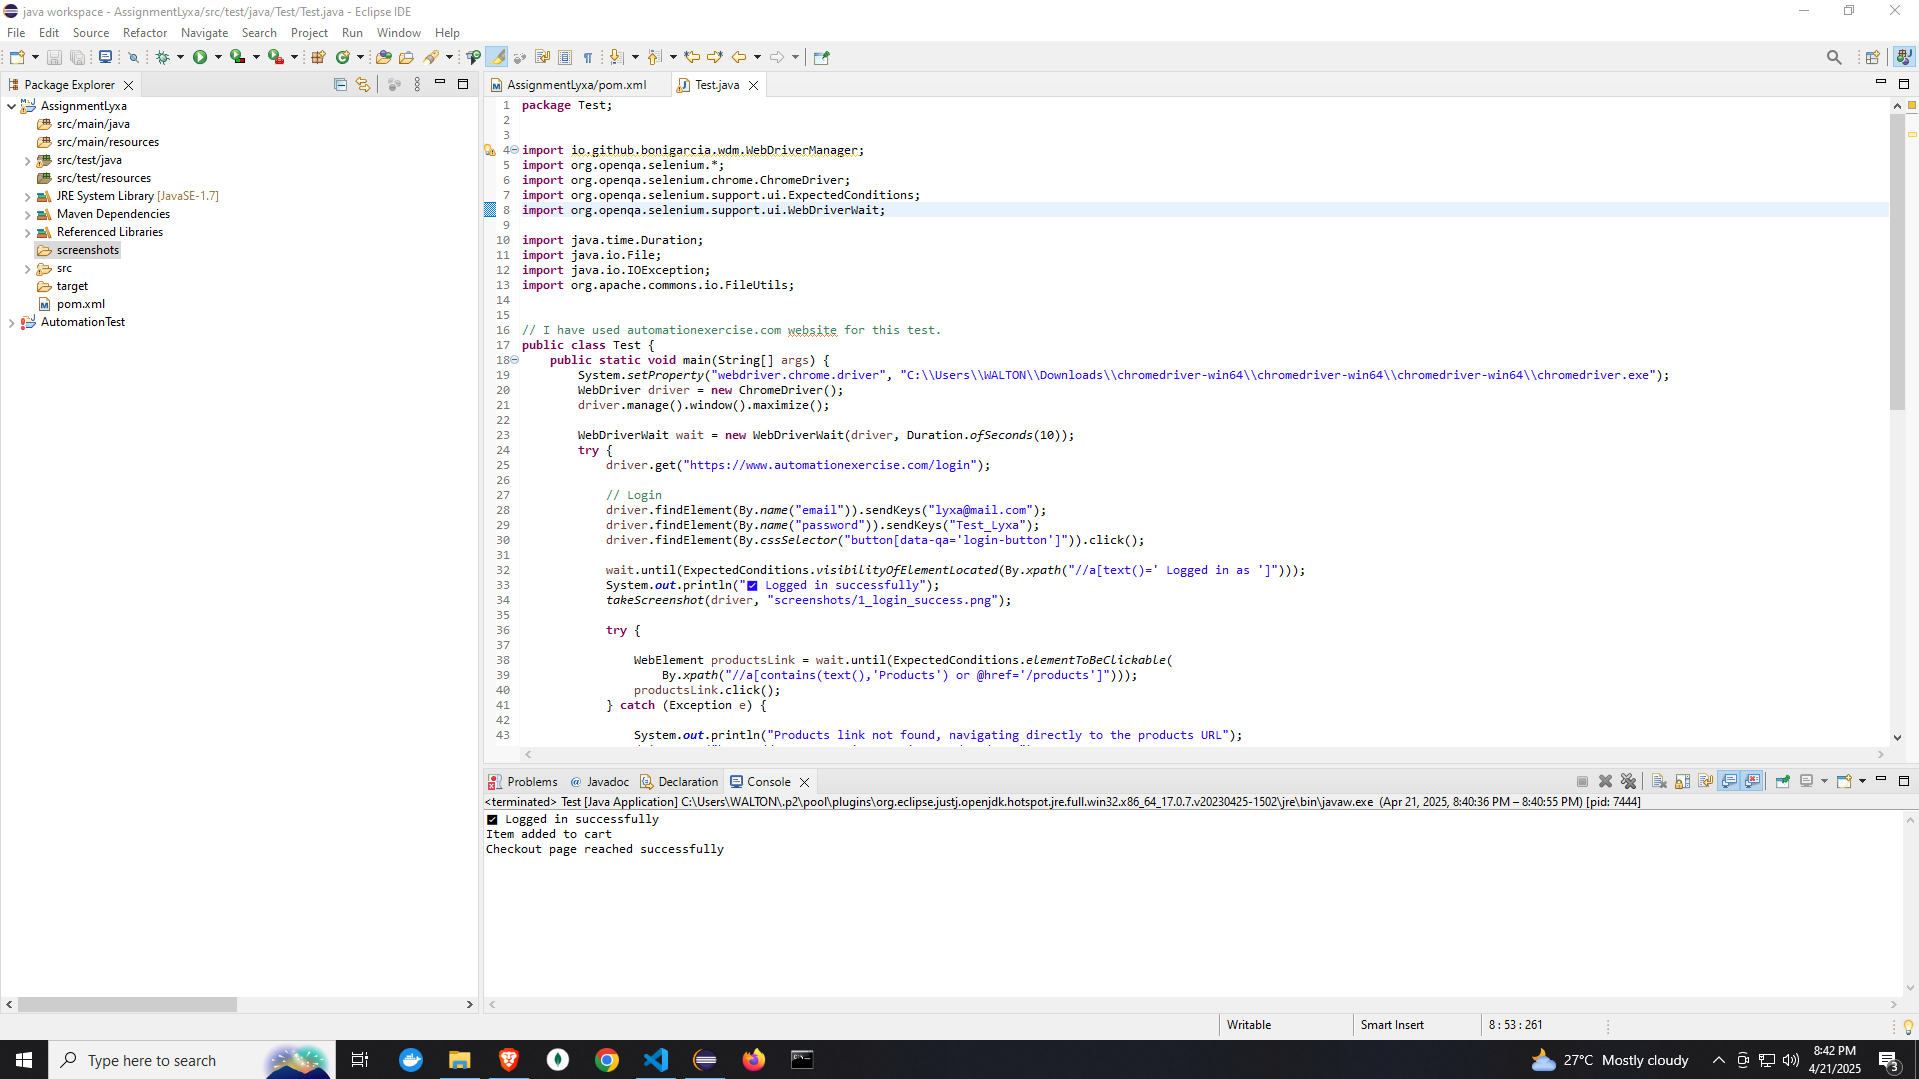 java workspace - AssignmentLyxa/src/test/java/Test/Test.java - Eclipse IDE
File Edit Source Refactor Navigate Search Project Run Window Help
Package Explorer
AssignmentLyxa
src/main/java
src/main/resources
src/test/java
src/test/resources
JRE System Library [JavaSE-1.7]
Maven Dependencies
Referenced Libraries
screenshots
src
target
pom.xml
AutomationTest
AssignmentLyxa/pom.xml
Test.java
1 package Test;
2
3
4 import io.github.bonigarcia.wdm.WebDriverManager;
5 import org.openqa.selenium.*;
6 import org.openqa.selenium.chrome.ChromeDriver;
7 import org.openqa.selenium.support.ui.ExpectedConditions;
8 import org.openqa.selenium.support.ui.WebDriverWait;
9
10 import java.time.Duration;
11 import java.io.File;
12 import java.io.IOException;
13 import org.apache.commons.io.FileUtils;
14
15
16 // I have used automationexercise.com website for this test.
17 public class Test {
18 public static void main(String[] args) {
19 System.setProperty("webdriver.chrome.driver", "C:\\Users\\WALTON\\Downloads\\chromedriver-win64\\chromedriver-win64\\chromedriver-win64\\chromedriver.exe");
20 WebDriver driver = new ChromeDriver();
21 driver.manage().window().maximize();
22
23 WebDriverWait wait = new WebDriverWait(driver, Duration.ofSeconds(10));
24 try {
25 driver.get("https://www.automationexercise.com/login");
26
27 // Login
28 driver.findElement(By.name("email")).sendKeys("lyxa@mail.com");
29 driver.findElement(By.name("password")).sendKeys("Test_Lyxa");
30 driver.findElement(By.cssSelector("button[data-qa='login-button']")).click();
31
32 wait.until(ExpectedConditions.visibilityOfElementLocated(By.xpath("//a[text()=' Logged in as ']")));
33 System.out.println("✅ Logged in successfully");
34 takeScreenshot(driver, "screenshots/1_login_success.png");
35
36 try {
37
38 WebElement productsLink = wait.until(ExpectedConditions.elementToBeClickable(
39 By.xpath("//a[contains(text(),'Products') or @href='/products']")));
40 productsLink.click();
41 } catch (Exception e) {
42
43 System.out.println("Products link not found, navigating directly to the products URL");
Problems @ Javadoc Declaration Console
<terminated> Test [Java Application] C:\Users\WALTON\.p2\pool\plugins\org.eclipse.justj.openjdk.hotspot.jre.full.win32.x86_64_17.0.7.v20230425-1502\jre\bin\javaw.exe (Apr 21, 2025, 8:40:36 PM – 8:40:55 PM) [pid: 7444]
✅ Logged in successfully
Item added to cart
Checkout page reached successfully
Writable
Smart Insert
8 : 53 : 261
Type here to search
27°C Mostly cloudy
8:42 PM
4/21/2025
3